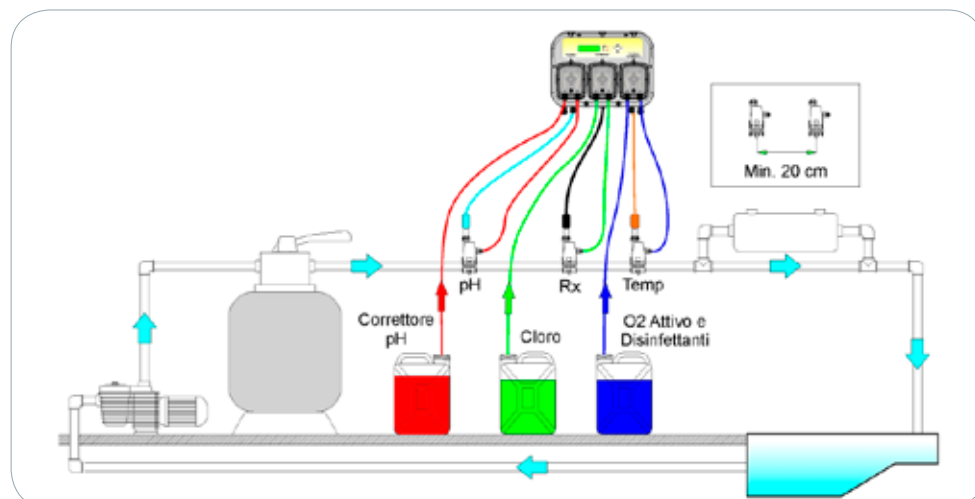 Min. 20 cm
pH
Rx
Temp
Correttore
pH
Cloro
O2 Attivo e
Disinfettanti